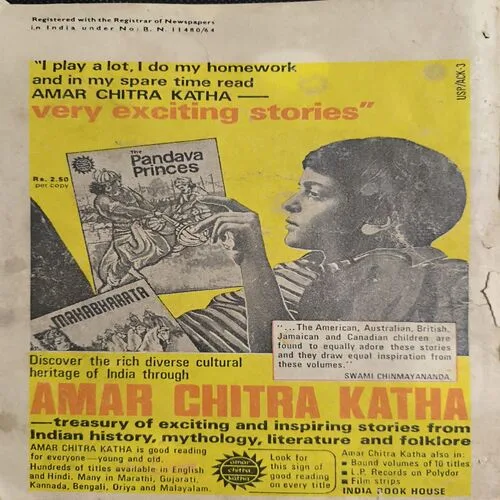 Registered with the Registrar of Newspapers
in India under No: B. N. 11480/64
"I play a lot, I do my homework
and in my spare time read
AMAR CHITRA KATHA —
very exciting stories"
USP/ACK-3
The
Pandava
Princes
Rs. 2.50
per copy
MAHABHARATA
"...The American, Australian, British,
Jamaican and Canadian children are
found to equally adore these stories
and they draw equal inspiration from
these volumes."
SWAMI CHINMAYANANDA
Discover the rich diverse cultural
heritage of India through
AMAR CHITRA KATHA
—treasury of exciting and inspiring stories from
Indian history, mythology, literature and folklore
AMAR CHITRA KATHA is good reading
for everyone—young and old.
Hundreds of titles available in English
and Hindi. Many in Marathi, Gujarati,
Kannada, Bengali, Oriya and Malayalam.
amar
chitra
katha
Look for
this sign of
good reading
on every title
Amar Chitra Katha also in:
■ Bound volumes of 10 titles
■ L.P. Records on Polydor
■ Film strips
INDIA BOOK HOUSE